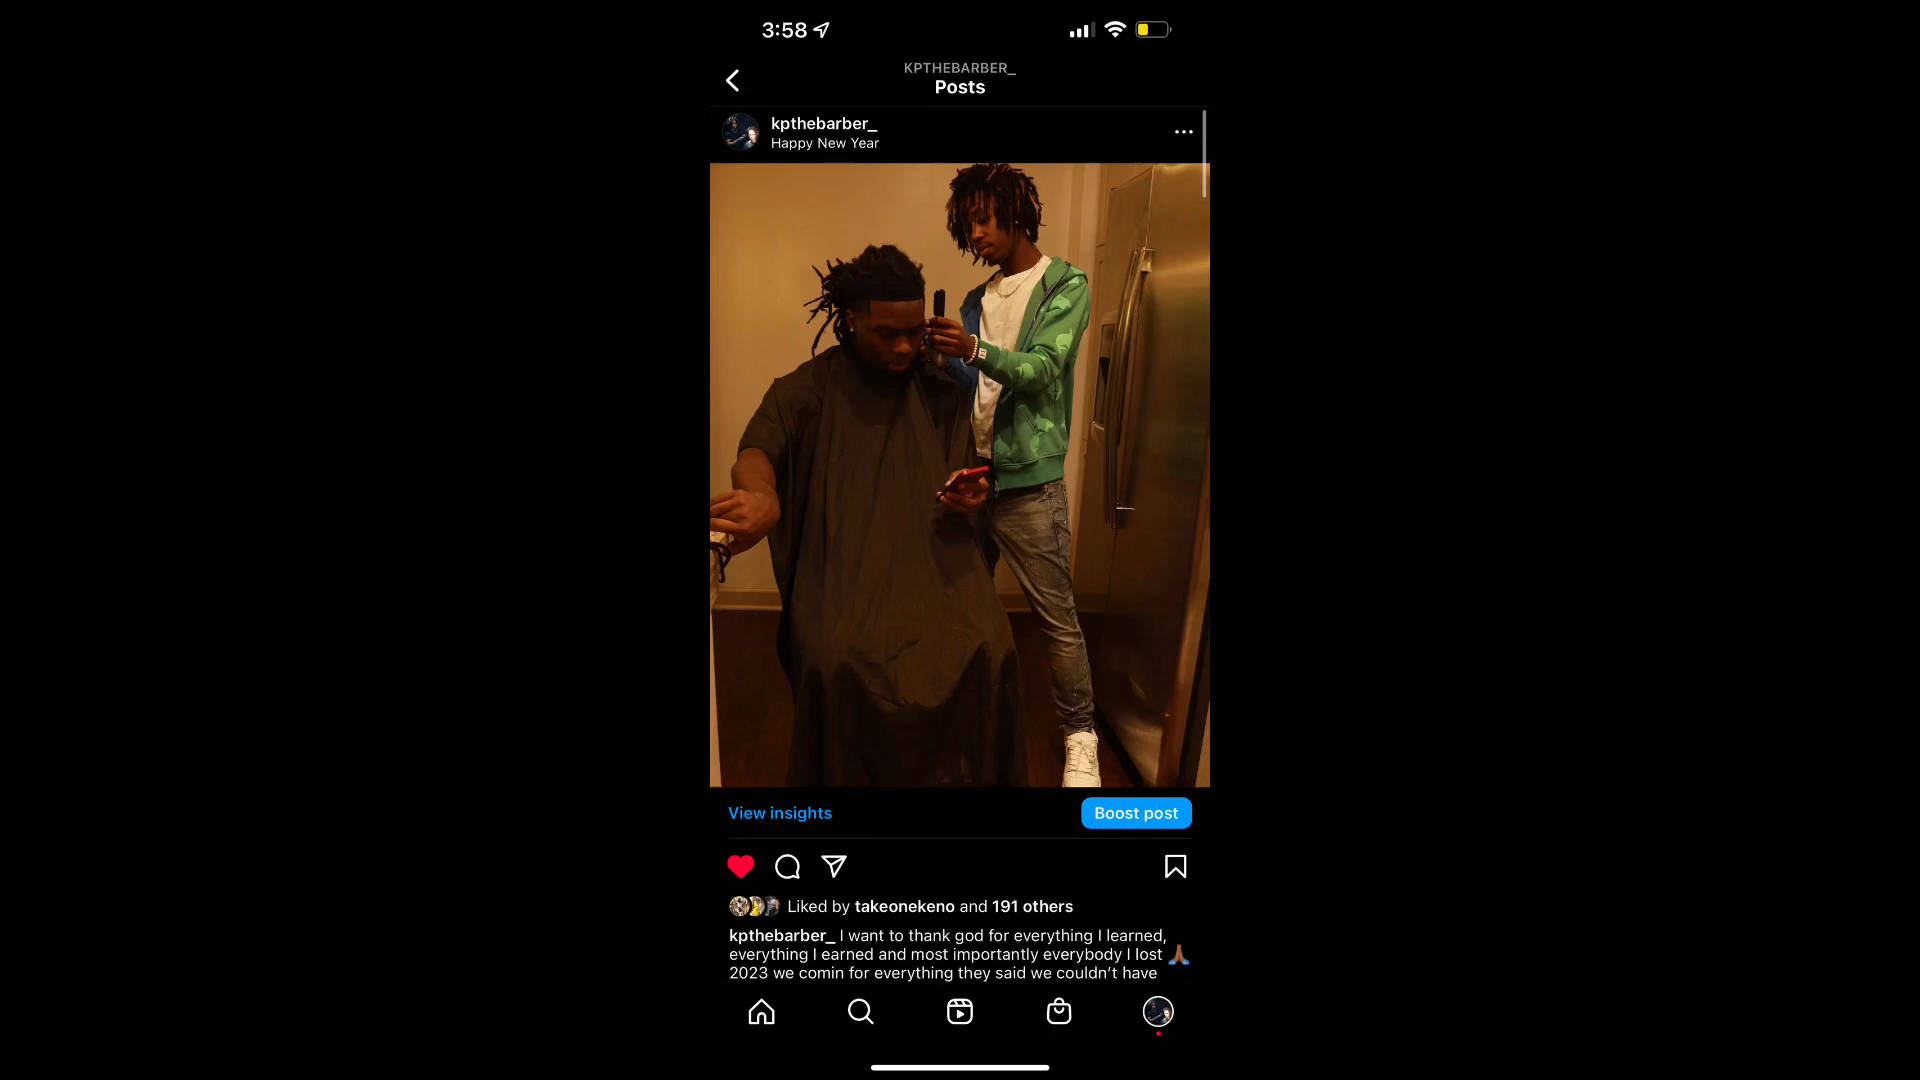 3:58
KPTHEBARBER_
Posts
kpthebarber_
Happy New Year
View insights
Boost post
Liked by takeonekeno and 191 others
kpthebarber_ I want to thank god for everything I learned,
everything I earned and most importantly everybody I lost 🙏🏾
2023 we comin for everything they said we couldn’t have